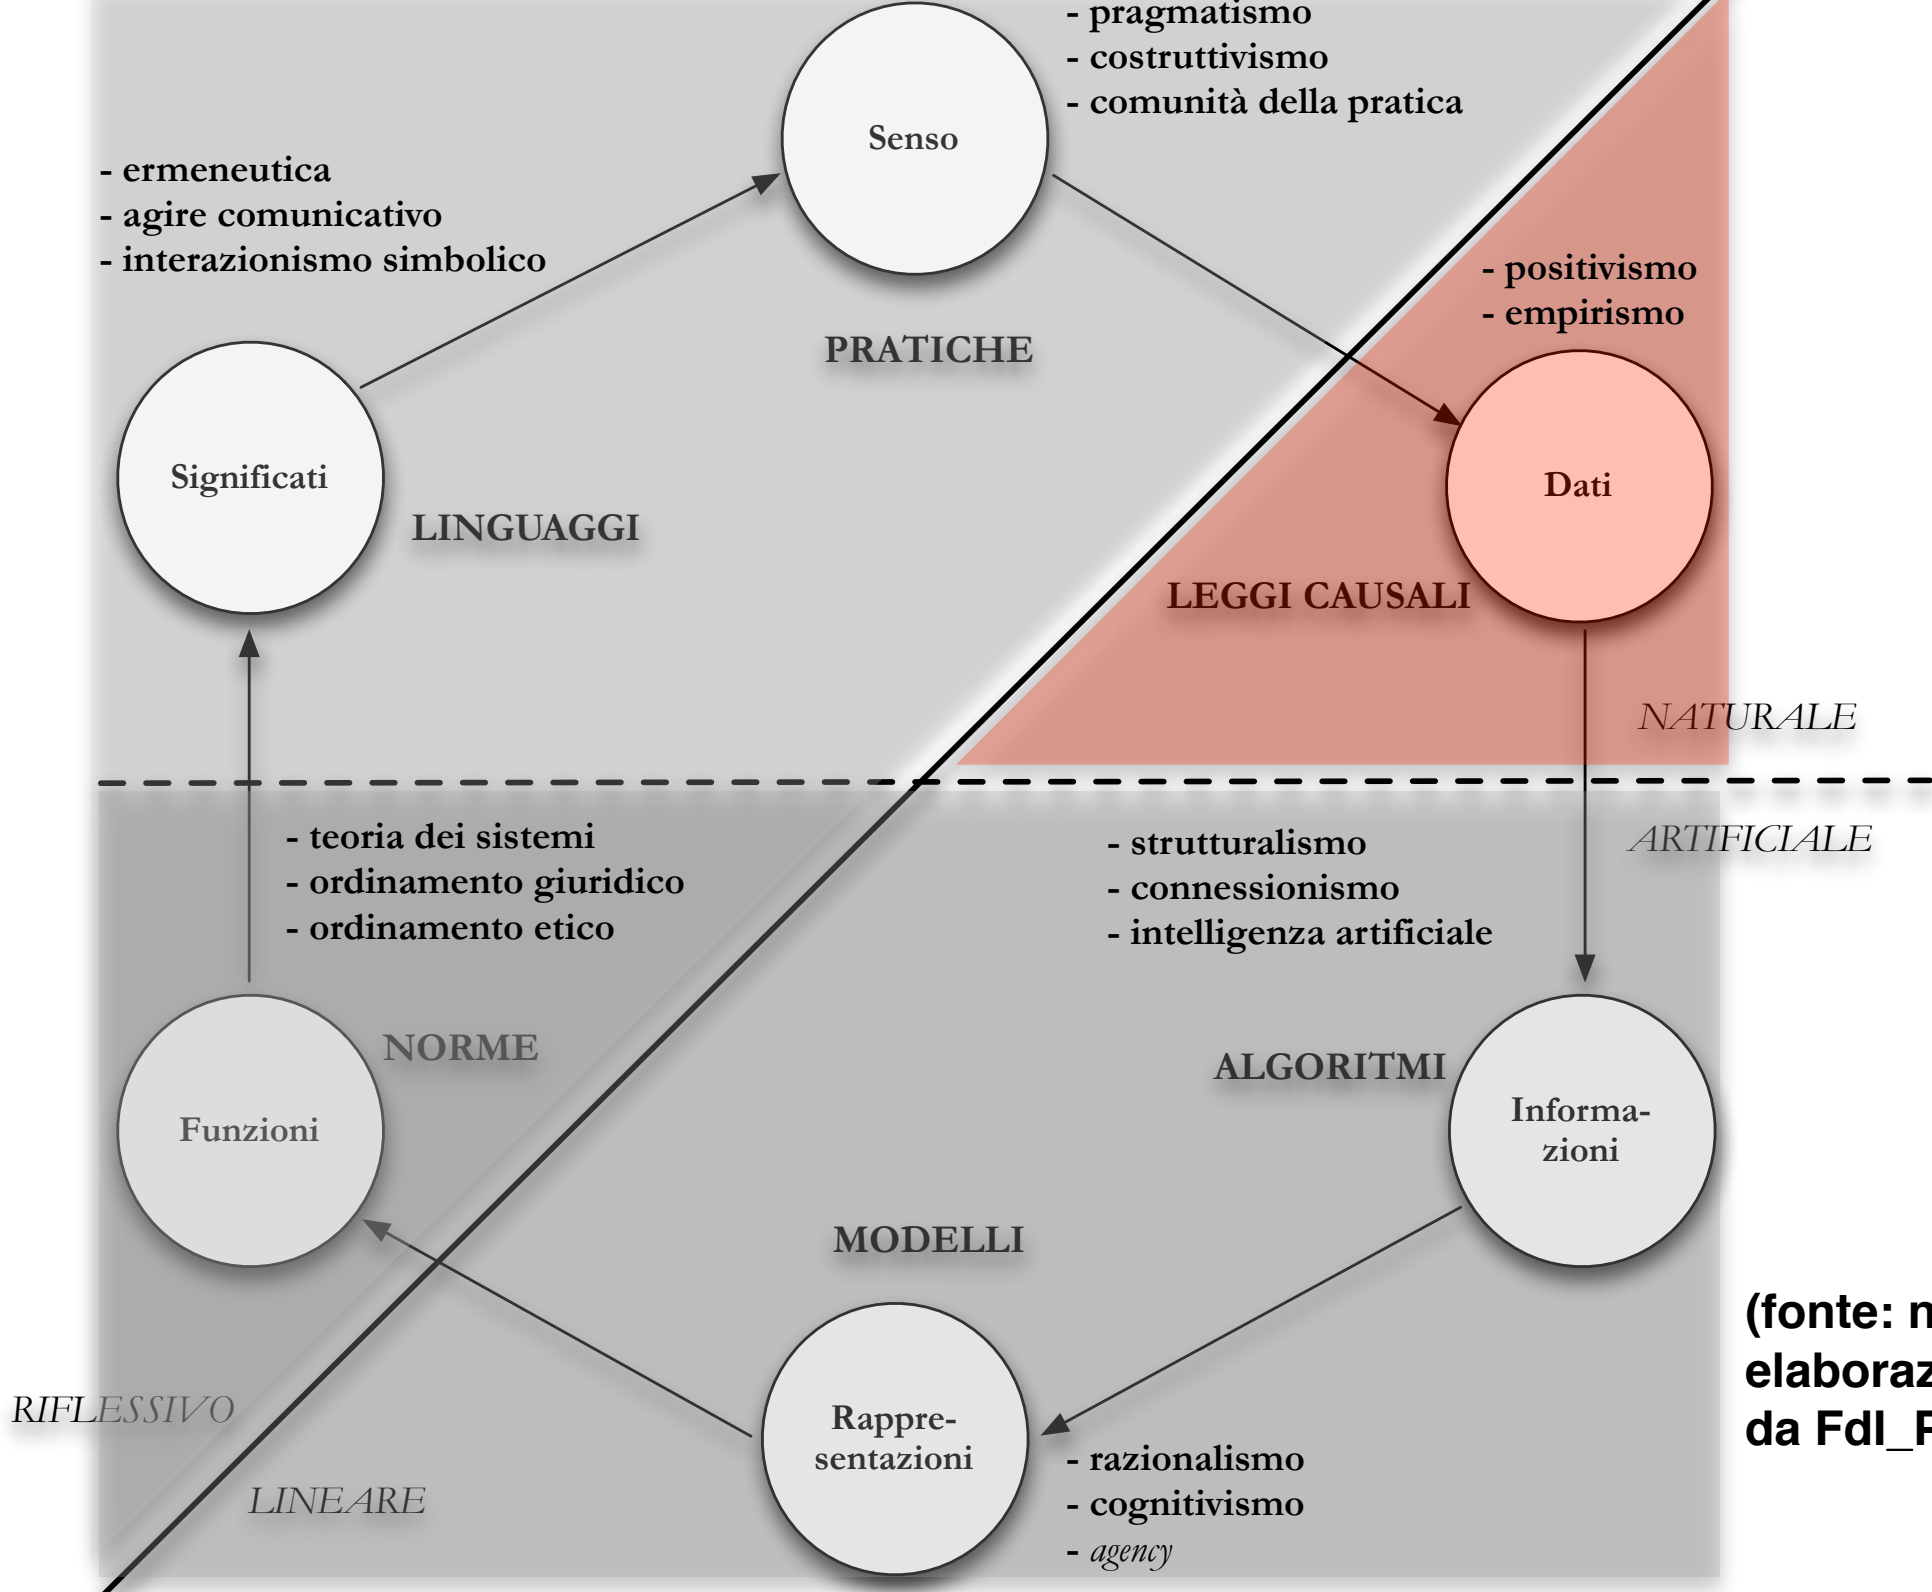 - pragmatismo
- costruttivismo
- comunità della pratica
Senso
- ermeneutica
- agire comunicativo
- interazionismo simbolico
PRATICHE
- positivismo
- empirismo
Significati
LINGUAGGI
Dati
LEGGI CAUSALI
NATURALE
ARTIFICIALE
- teoria dei sistemi
- ordinamento giuridico
- ordinamento etico
- strutturalismo
- connessionismo
- intelligenza artificiale
NORME
Funzioni
ALGORITMI
Informa-
zioni
MODELLI
Rappre-
sentazioni
- razionalismo
- cognitivismo
- agency
RIFLESSIVO
LINEARE
(fonte:
da